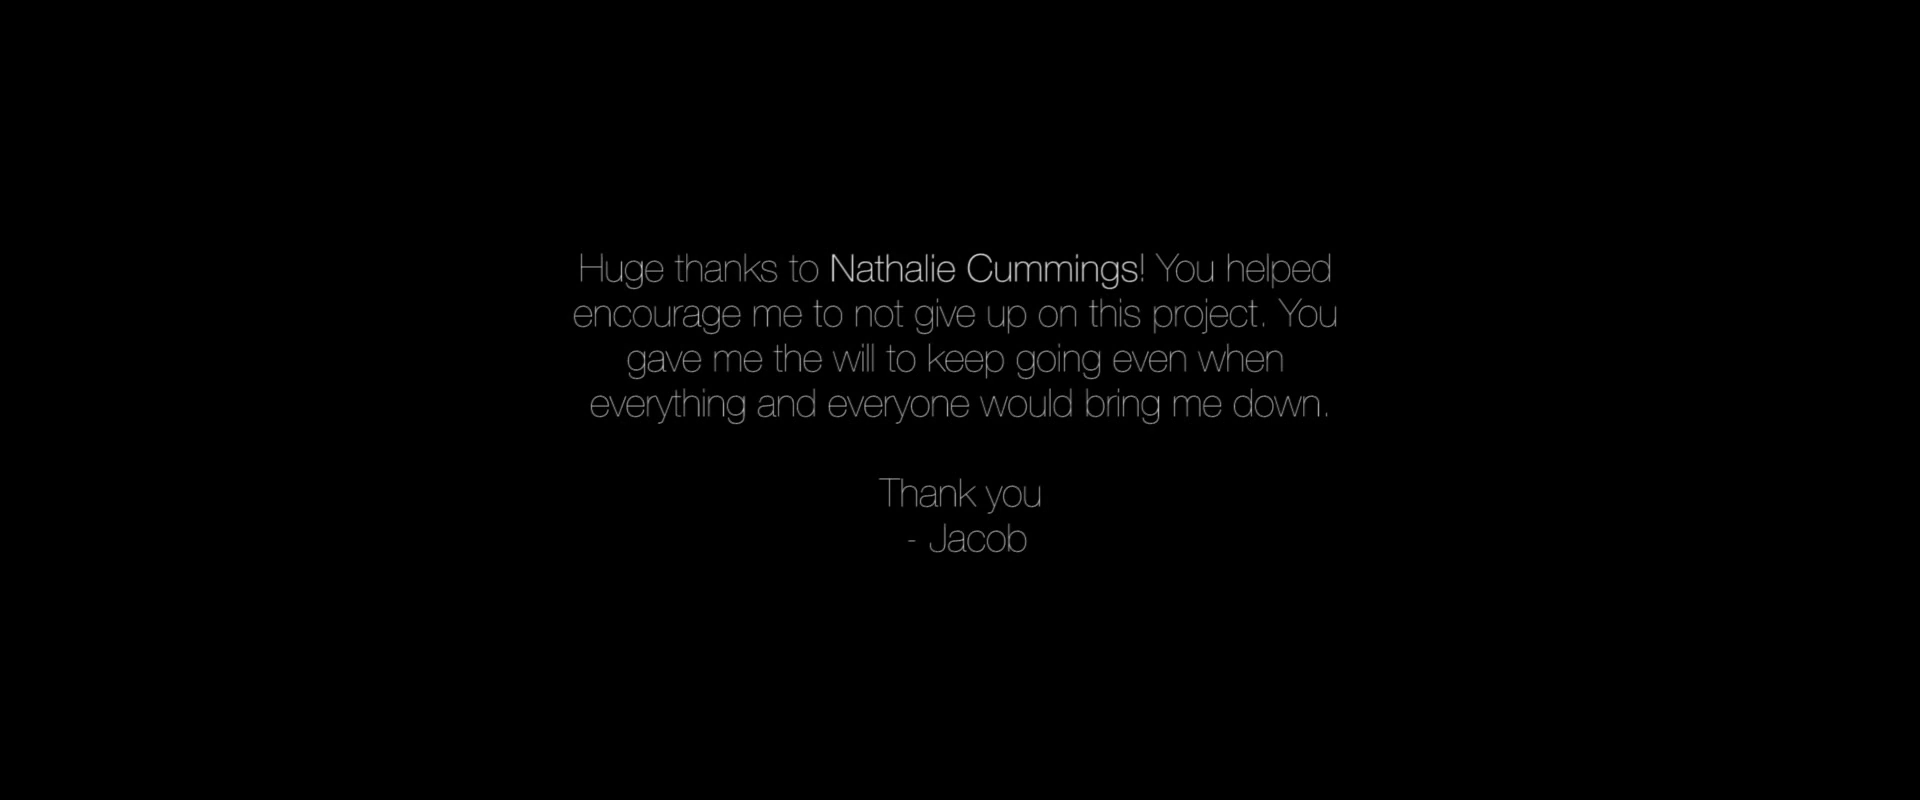 Huge thanks to Nathalie Cummings! You helped
encourage me to not give up on this project. You
gave me the will to keep going even when
everything and everyone would bring me down.
Thank you
- Jacob